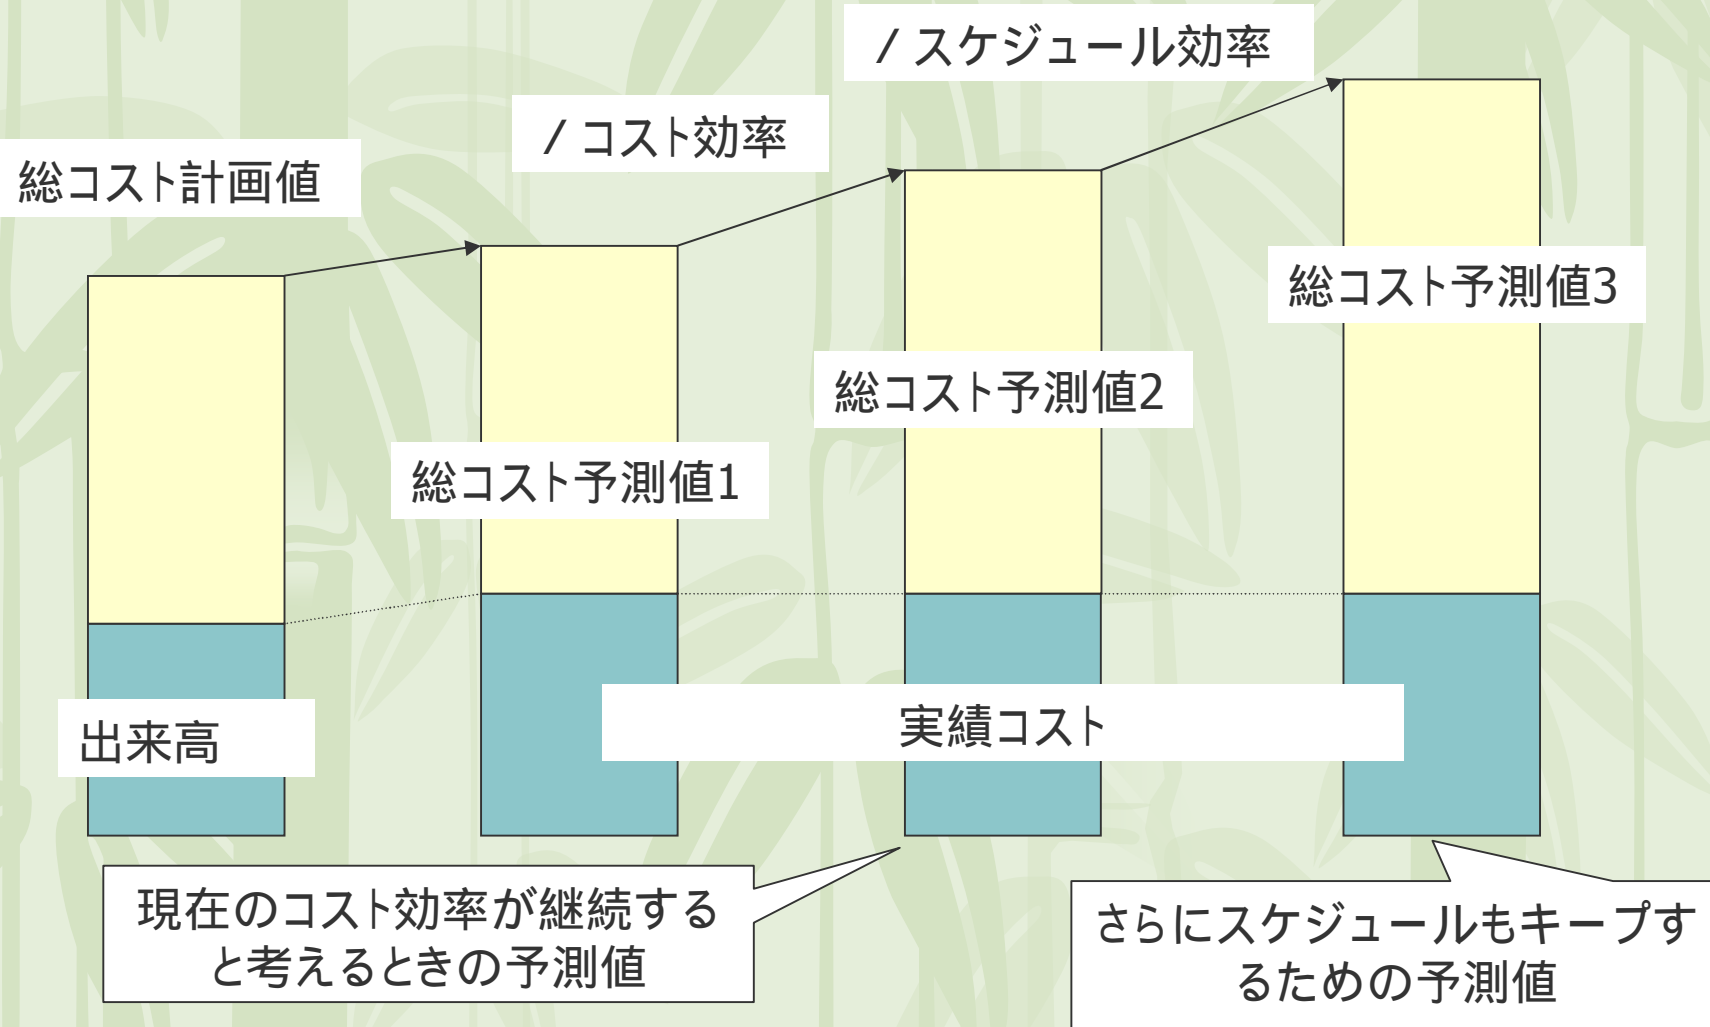 / スケジュール効率
/ コスト効率
総コスト計画値
総コスト予測値3
総コスト予測値2
総コスト予測値1
出来高
実績コスト
現在のコスト効率が継続する
と考えるときの予測値
さらにスケジュールもキープす
るための予測値